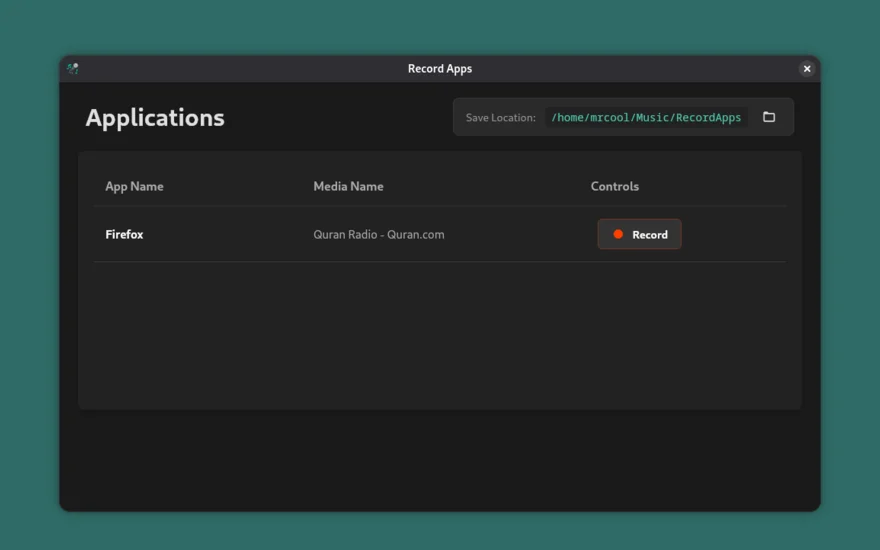 Record Apps
Applications
Save Location: /home/mrcool/Music/RecordApps
App Name Media Name Controls
Firefox Quran Radio - Quran.com Record